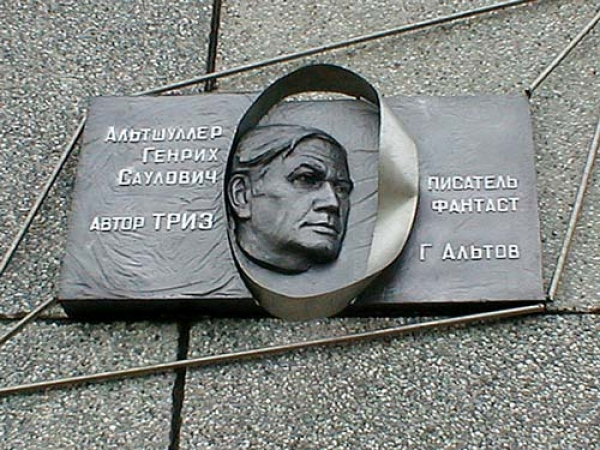 Альтшуллер
Генрих
Саулович
автор ТРИЗ
писатель
фантаст
Г Альтов